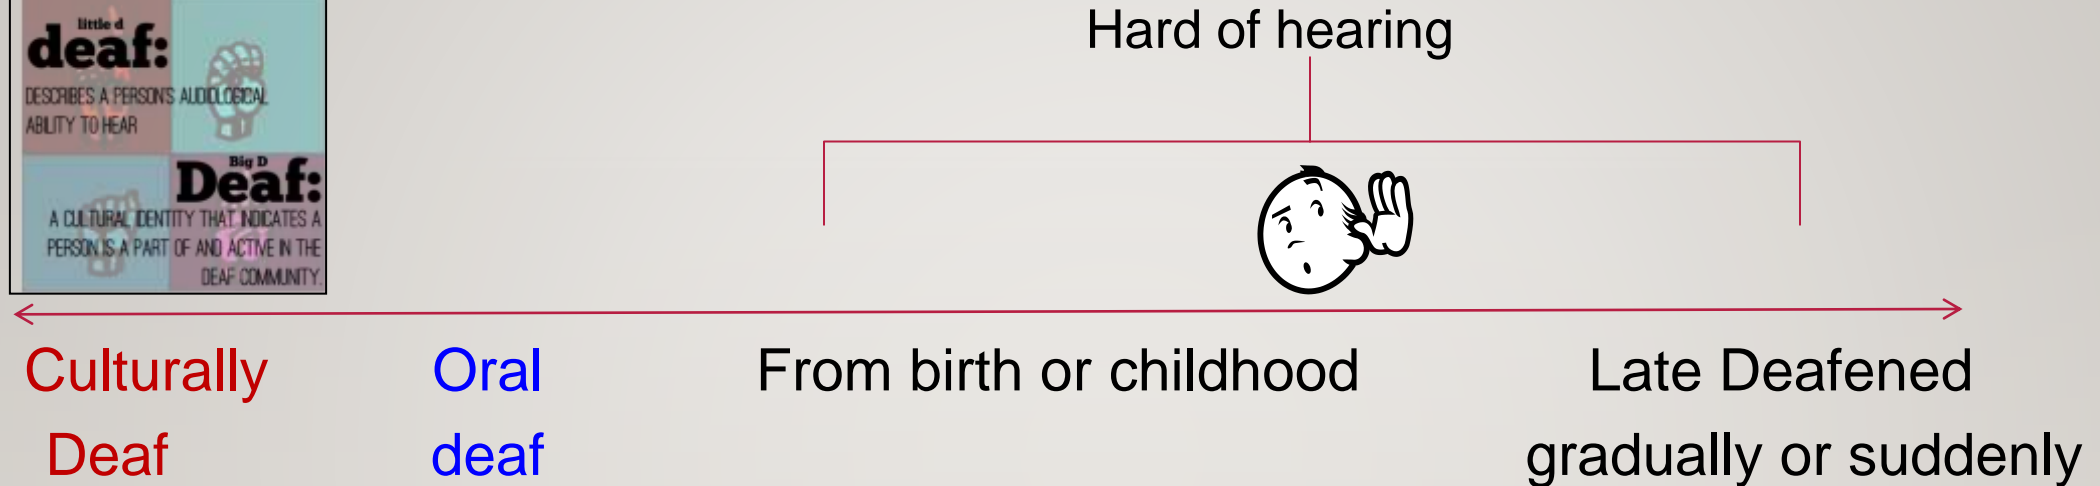 little d
deaf:
DESCRIBES A PERSON'S AUDIOLOGICAL
ABILITY TO HEAR
Big D
Deaf:
A CULTURAL IDENTITY THAT INDICATES A
PERSON IS A PART OF AND ACTIVE IN THE
DEAF COMMUNITY.
Hard of hearing
Culturally
Deaf
Oral
deaf
From birth or childhood
Late Deafened
gradually or suddenly